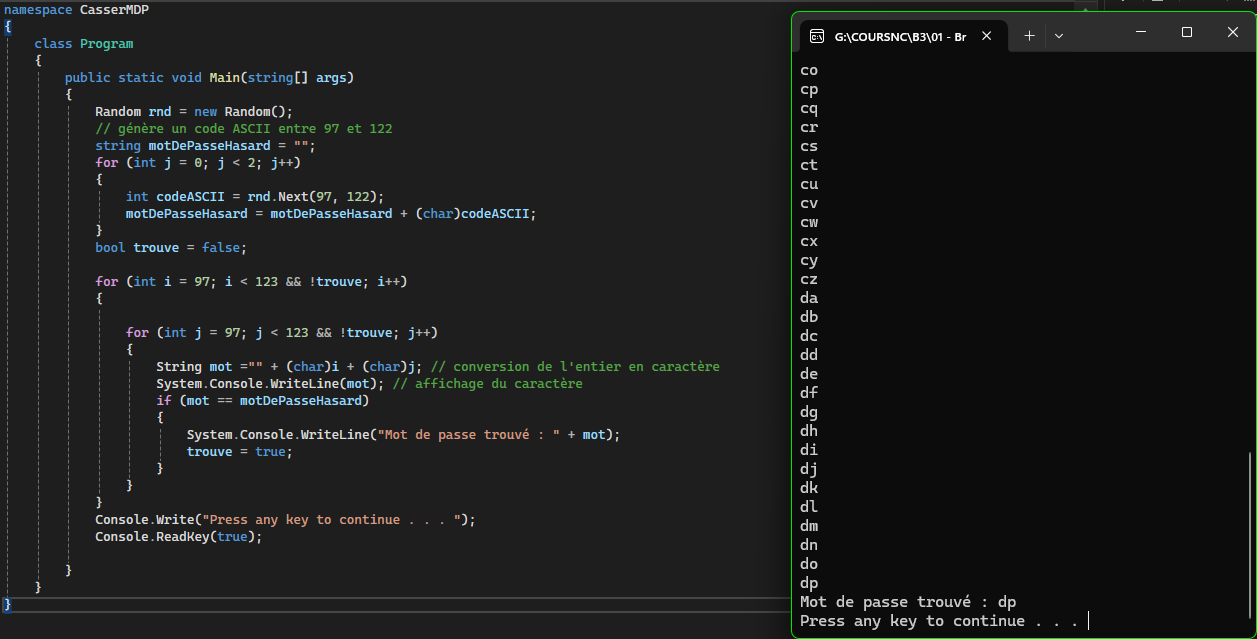 namespace CasserMDP
{
class Program
{
public static void Main(string[] args)
{
Random rnd = new Random();
// génère un code ASCII entre 97 et 122
string motDePasseHasard = "";
for (int j = 0; j < 2; j++)
{
int codeASCII = rnd.Next(97, 122);
motDePasseHasard = motDePasseHasard + (char)codeASCII;
}
bool trouve = false;
for (int i = 97; i < 123 && !trouve; i++)
{
for (int j = 97; j < 123 && !trouve; j++)
{
String mot ="" + (char)i + (char)j; // conversion de l'entier en caractère
System.Console.WriteLine(mot); // affichage du caractère
if (mot == motDePasseHasard)
{
System.Console.WriteLine("Mot de passe trouvé : " + mot);
trouve = true;
}
}
}
Console.Write("Press any key to continue . . . ");
Console.ReadKey(true);
}
}
}
G:\COURSNC\B3\01 - Br
co
cp
cq
cr
cs
ct
cu
cv
cw
cx
cy
cz
da
db
dc
dd
de
df
dg
dh
di
dj
dk
dl
dm
dn
do
dp
Mot de passe trouvé : dp
Press any key to continue . . .